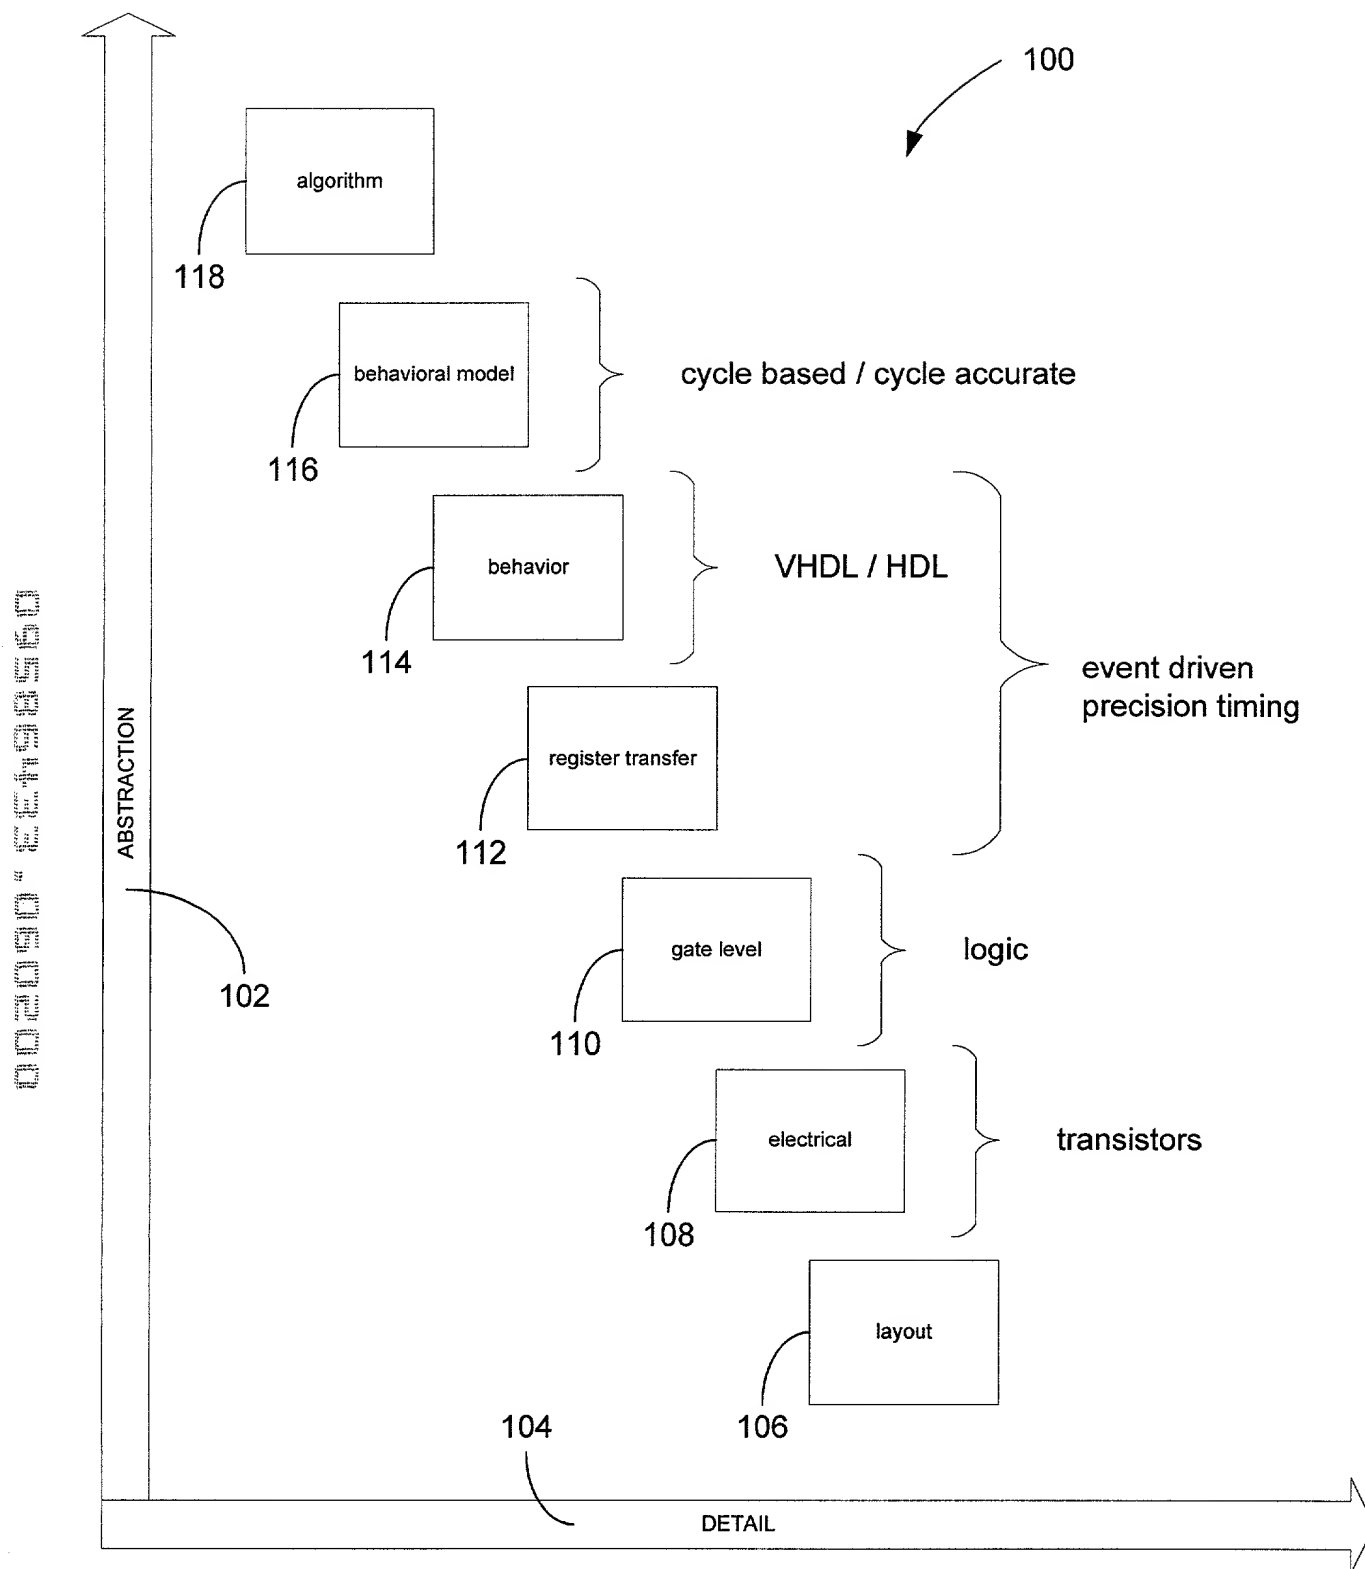 100
algorithm
118
behavioral model
cycle based / cycle accurate
116
behavior
VHDL / HDL
114
event driven
precision timing
register transfer
112
ABSTRACTION
gate level
logic
102
110
electrical
transistors
108
layout
106
104
DETAIL